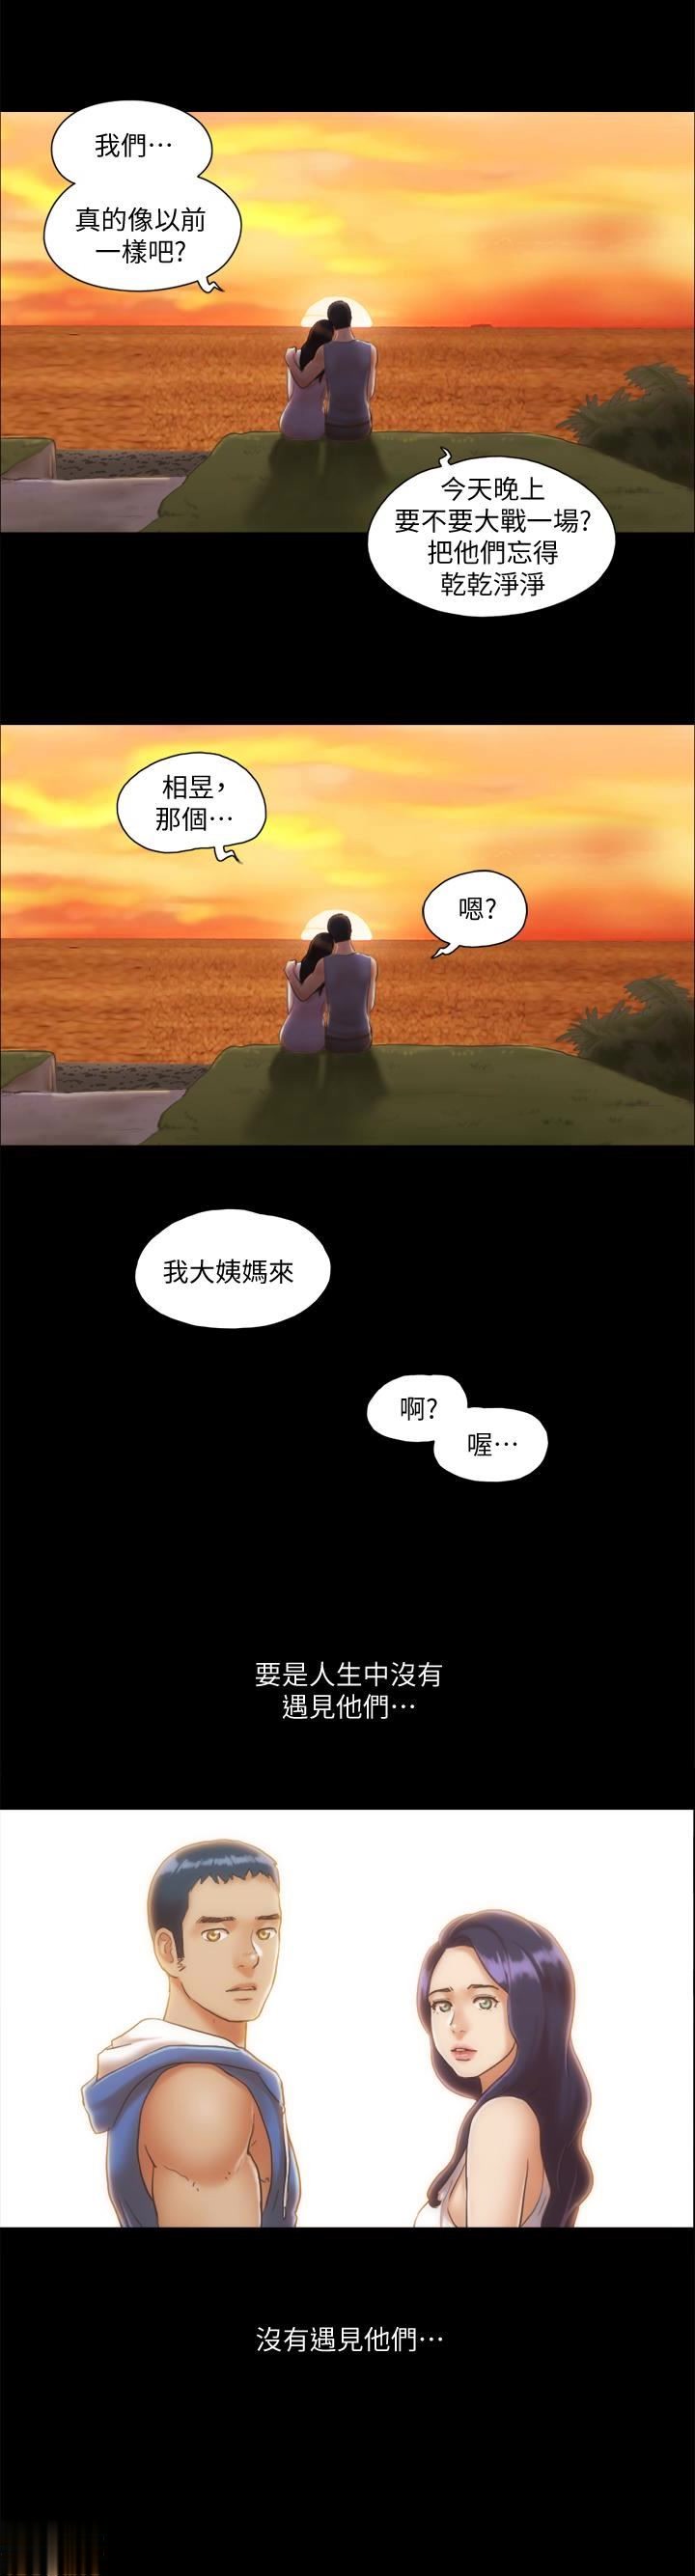 我們…
真的像以前
一樣吧?
今天晚上
要不要大戰一場?
把他們忘得
乾乾淨淨
相昱,
那個…
嗯?
我大姨媽來
啊?
喔…
要是人生中沒有
遇見他們…
沒有遇見他們…